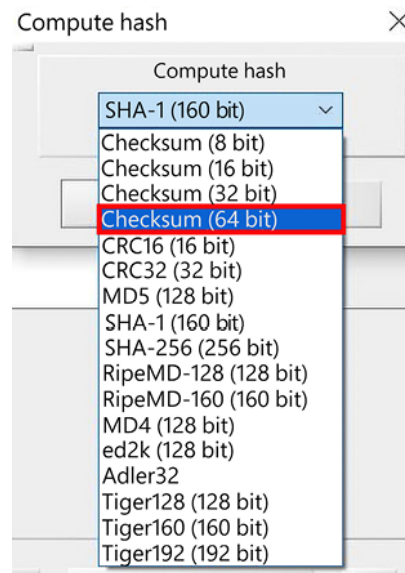 Compute hash
Compute hash
SHA-1 (160 bit)
Checksum (8 bit)
Checksum (16 bit)
Checksum (32 bit)
Checksum (64 bit)
CRC16 (16 bit)
CRC32 (32 bit)
MD5 (128 bit)
SHA-1 (160 bit)
SHA-256 (256 bit)
RipeMD-128 (128 bit)
RipeMD-160 (160 bit)
MD4 (128 bit)
ed2k (128 bit)
Adler32
Tiger128 (128 bit)
Tiger160 (160 bit)
Tiger192 (192 bit)